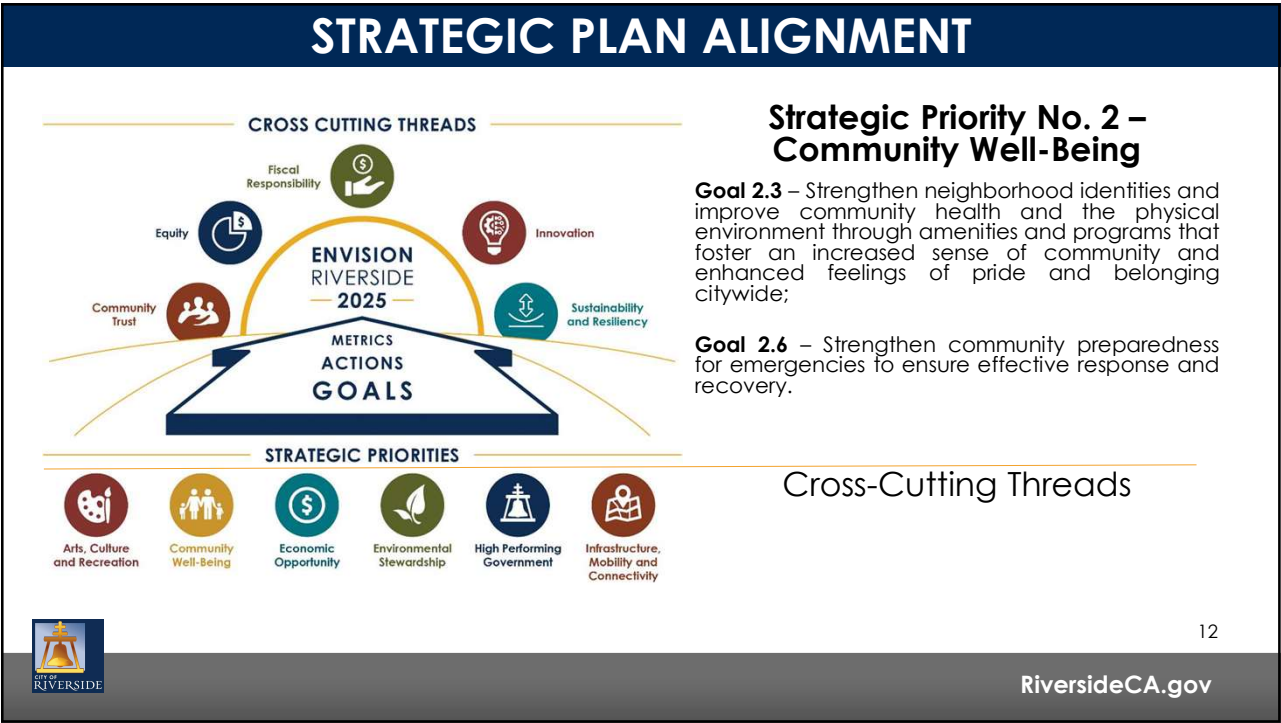 STRATEGIC PLAN ALIGNMENT
CROSS CUTTING THREADS
Fiscal
Responsibility
Equity
Innovation
Community
Trust
Sustainability
and Resiliency
ENVISION
RIVERSIDE
2025
METRICS
ACTIONS
GOALS
STRATEGIC PRIORITIES
Arts, Culture
and Recreation
Community
Well-Being
Economic
Opportunity
Environmental
Stewardship
High Performing
Government
Infrastructure,
Mobility and
Connectivity
Strategic Priority No. 2 –
Community Well-Being
Goal 2.3 – Strengthen neighborhood identities and
improve community health and the physical
environment through amenities and programs that
foster an increased sense of community and
enhanced feelings of pride and belonging
citywide;
Goal 2.6 – Strengthen community preparedness
for emergencies to ensure effective response and
recovery.
Cross-Cutting Threads
12
CITY OF
RIVERSIDE
RiversideCA.gov